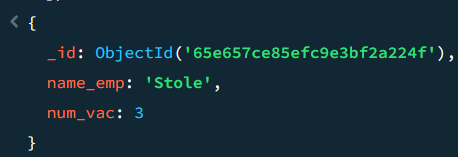 {
_id: ObjectId('65e657ce85efc9e3bf2a224f'),
name_emp: 'Stole',
num_vac: 3
}